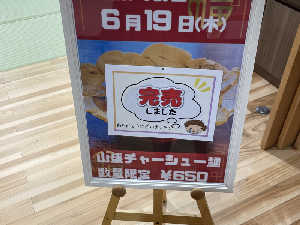 6月19日(木)
完売
しました
山盛チャーシュー麺
数量限定 ¥650